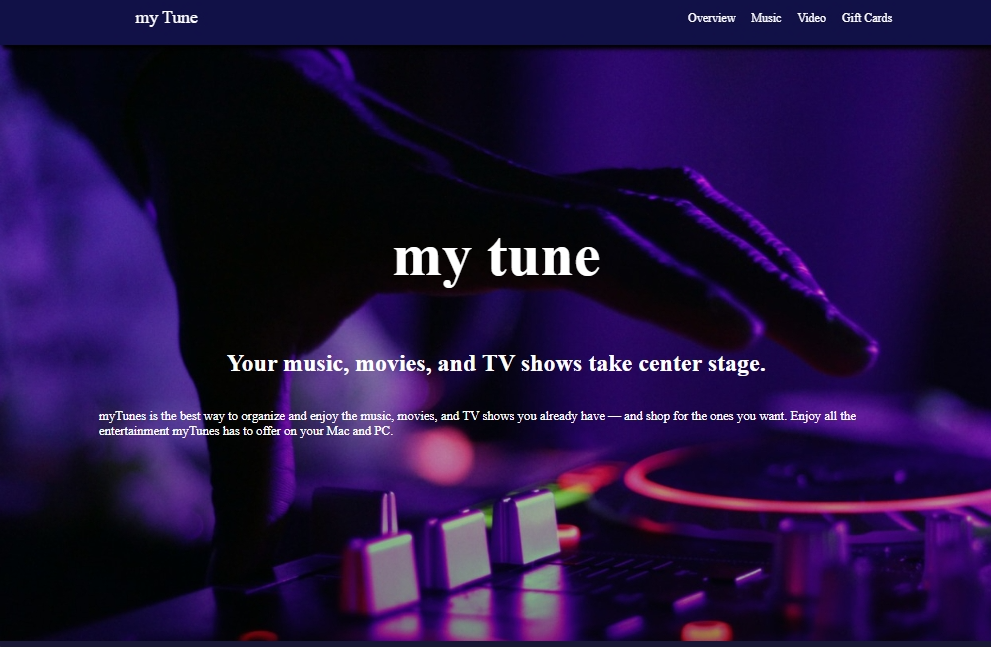 my Tune
Overview Music Video Gift Cards
my tune
Your music, movies, and TV shows take center stage.
myTunes is the best way to organize and enjoy the music, movies, and TV shows you already have — and shop for the ones you want. Enjoy all the
entertainment myTunes has to offer on your Mac and PC.